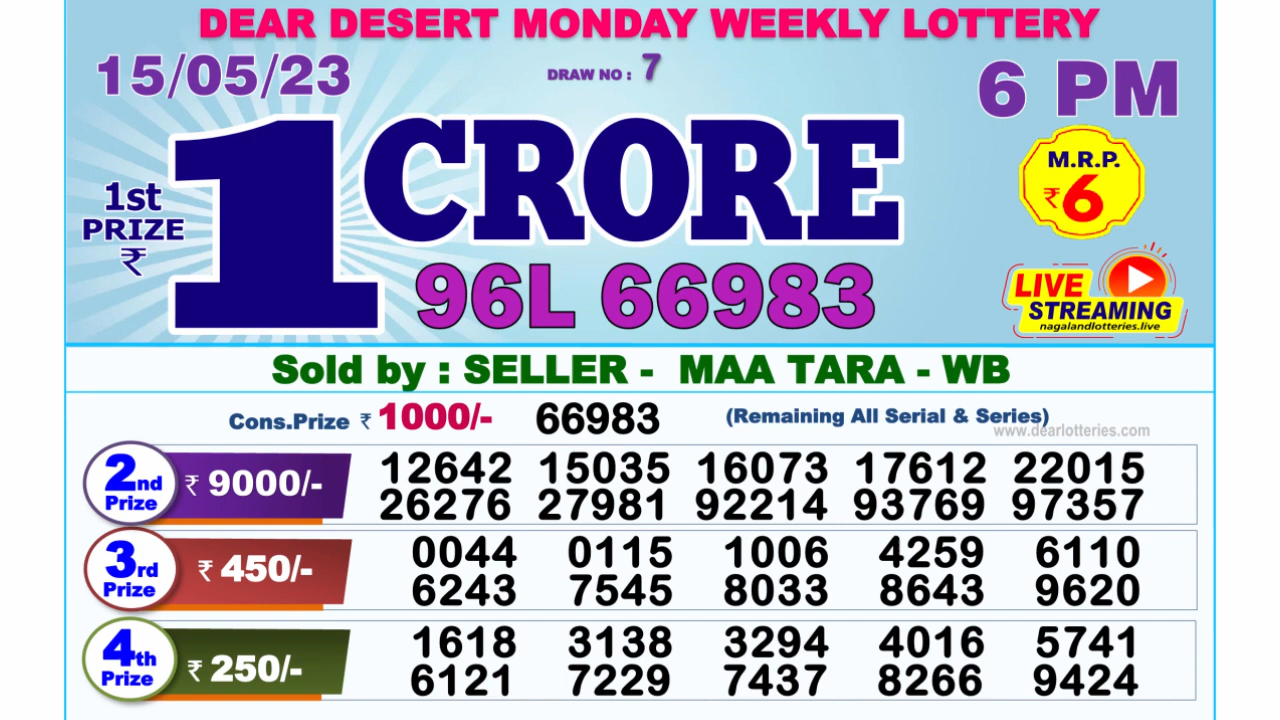 DEAR DESERT MONDAY WEEKLY LOTTERY
15/05/23 DRAW NO : 7 6 PM
1st PRIZE ₹ 1 CRORE
M.R.P. ₹6
96L 66983
LIVE STREAMING
nagalandlotteries.live
Sold by : SELLER - MAA TARA - WB
Cons.Prize ₹ 1000/- 66983 (Remaining All Serial & Series)
www.dearlotteries.com
2nd Prize ₹ 9000/-
12642 15035 16073 17612 22015
26276 27981 92214 93769 97357
3rd Prize ₹ 450/-
0044 0115 1006 4259 6110
6243 7545 8033 8643 9620
4th Prize ₹ 250/-
1618 3138 3294 4016 5741
6121 7229 7437 8266 9424